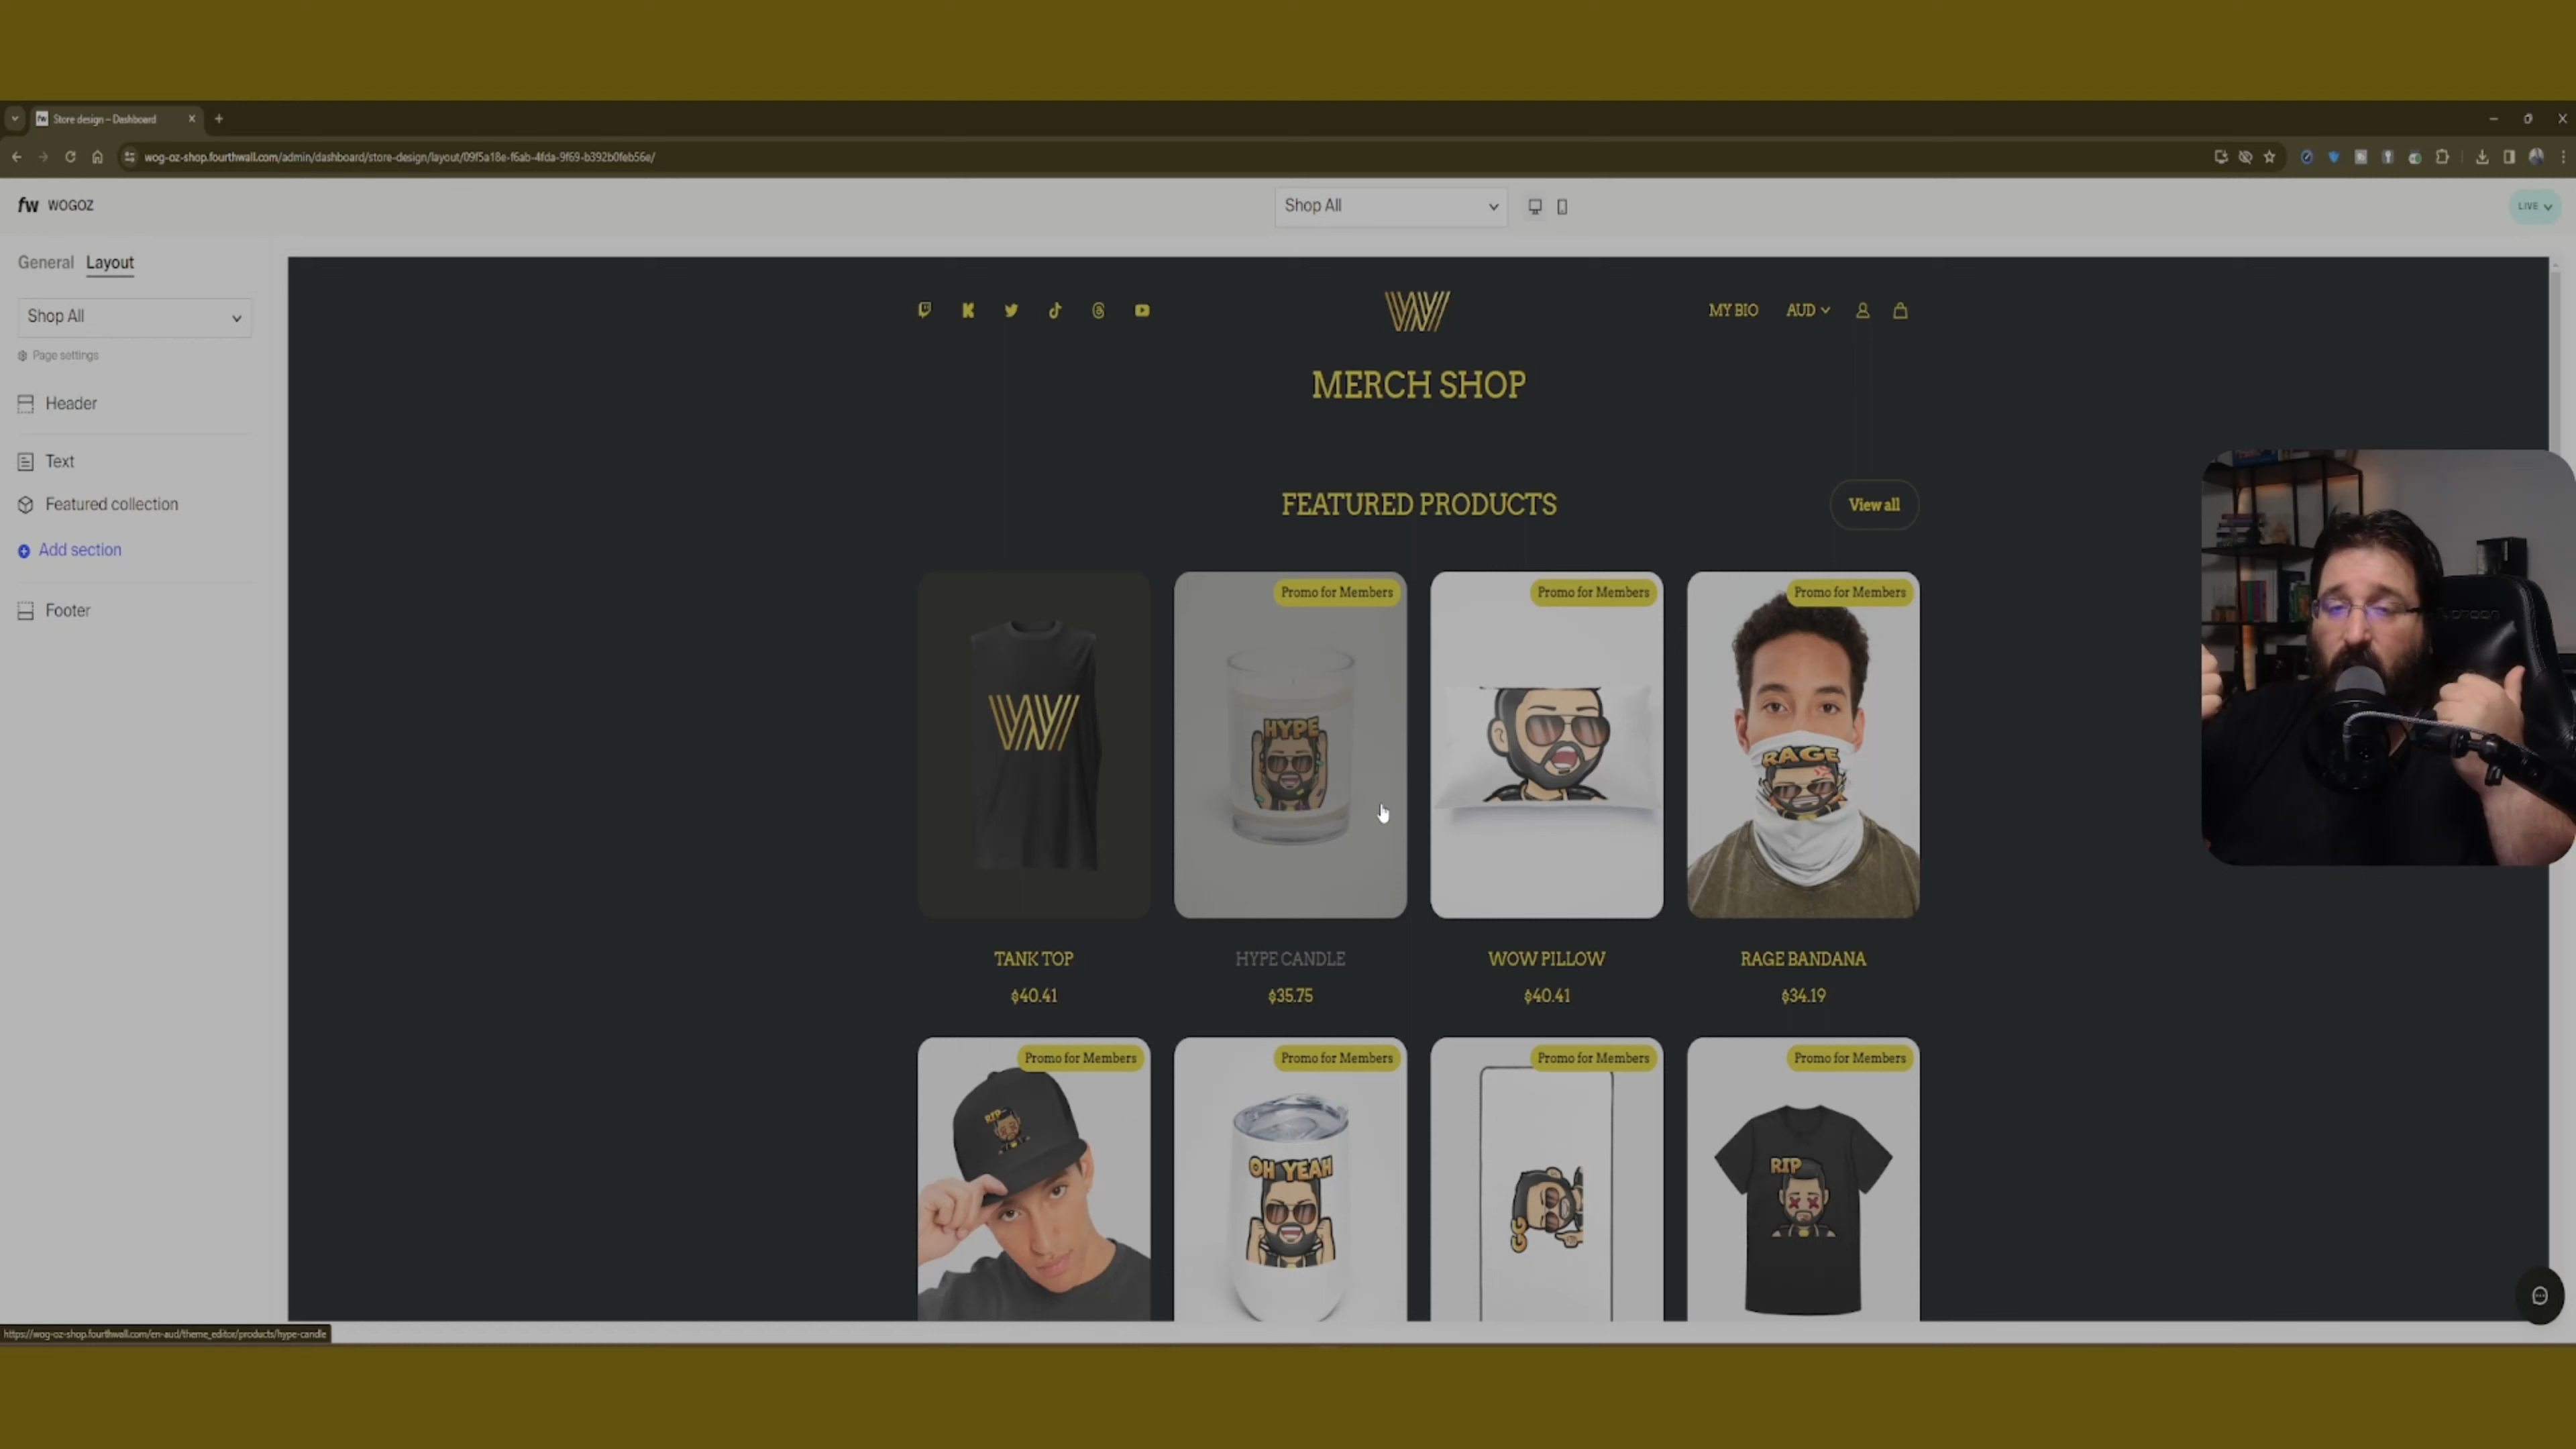 Store design – Dashboard
wog-oz-shop.fourthwall.com/admin/dashboard/store-design/layout/09f5a18e-f6ab-4fda-9f69-b392b0feb56e/
fw WOGOZ
Shop All
LIVE
General Layout
Shop All
Page settings
Header
Text
Featured collection
Add section
Footer
MY BIO AUD
MERCH SHOP
FEATURED PRODUCTS
View all
Promo for Members
Promo for Members
Promo for Members
HYPE
RAGE
TANK TOP
HYPE CANDLE
WOW PILLOW
RAGE BANDANA
$40.41
$35.75
$40.41
$34.19
Promo for Members
Promo for Members
Promo for Members
Promo for Members
RIP
OH YEAH
GG
RIP
https://wog-oz-shop.fourthwall.com/en-aud/theme_editor/products/hype-candle